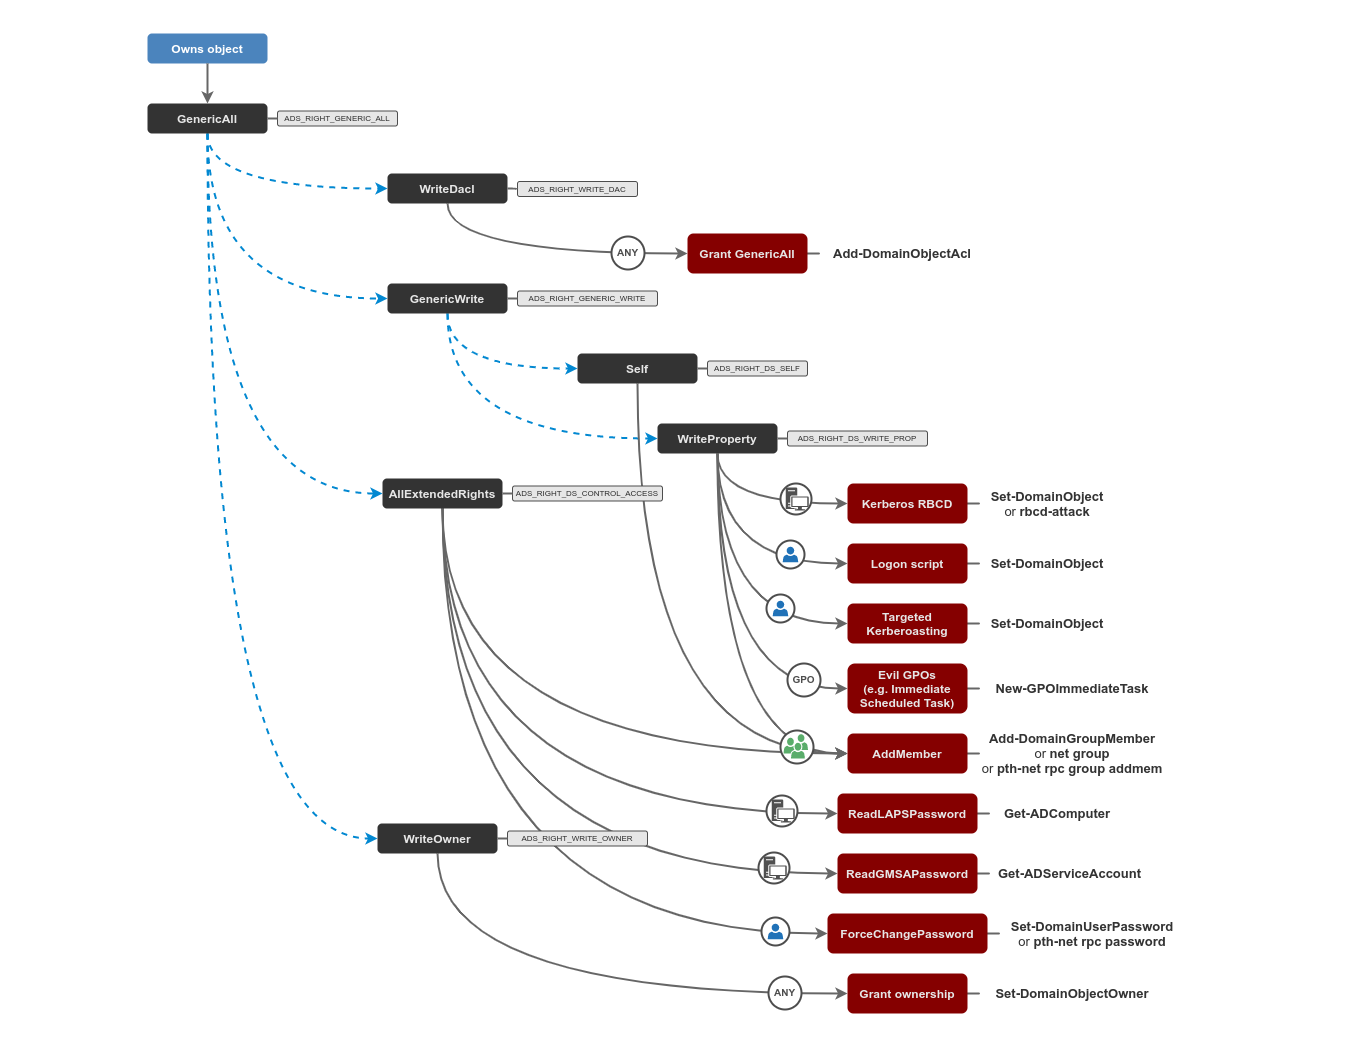 Owns object
GenericAll
ADS_RIGHT_GENERIC_ALL
WriteDacl
ADS_RIGHT_WRITE_DAC
ANY
Grant GenericAll
Add-DomainObjectAcl
GenericWrite
ADS_RIGHT_GENERIC_WRITE
Self
ADS_RIGHT_DS_SELF
WriteProperty
ADS_RIGHT_DS_WRITE_PROP
AllExtendedRights
ADS_RIGHT_DS_CONTROL_ACCESS
Kerberos RBCD
Set-DomainObject
or rbcd-attack
Logon script
Set-DomainObject
Targeted
Kerberoasting
Set-DomainObject
GPO
Evil GPOs
(e.g. Immediate
Scheduled Task)
New-GPOImmediateTask
AddMember
Add-DomainGroupMember
or net group
or pth-net rpc group addmem
ReadLAPSPassword
Get-ADComputer
WriteOwner
ADS_RIGHT_WRITE_OWNER
ReadGMSAPassword
Get-ADServiceAccount
ForceChangePassword
Set-DomainUserPassword
or pth-net rpc password
ANY
Grant ownership
Set-DomainObjectOwner